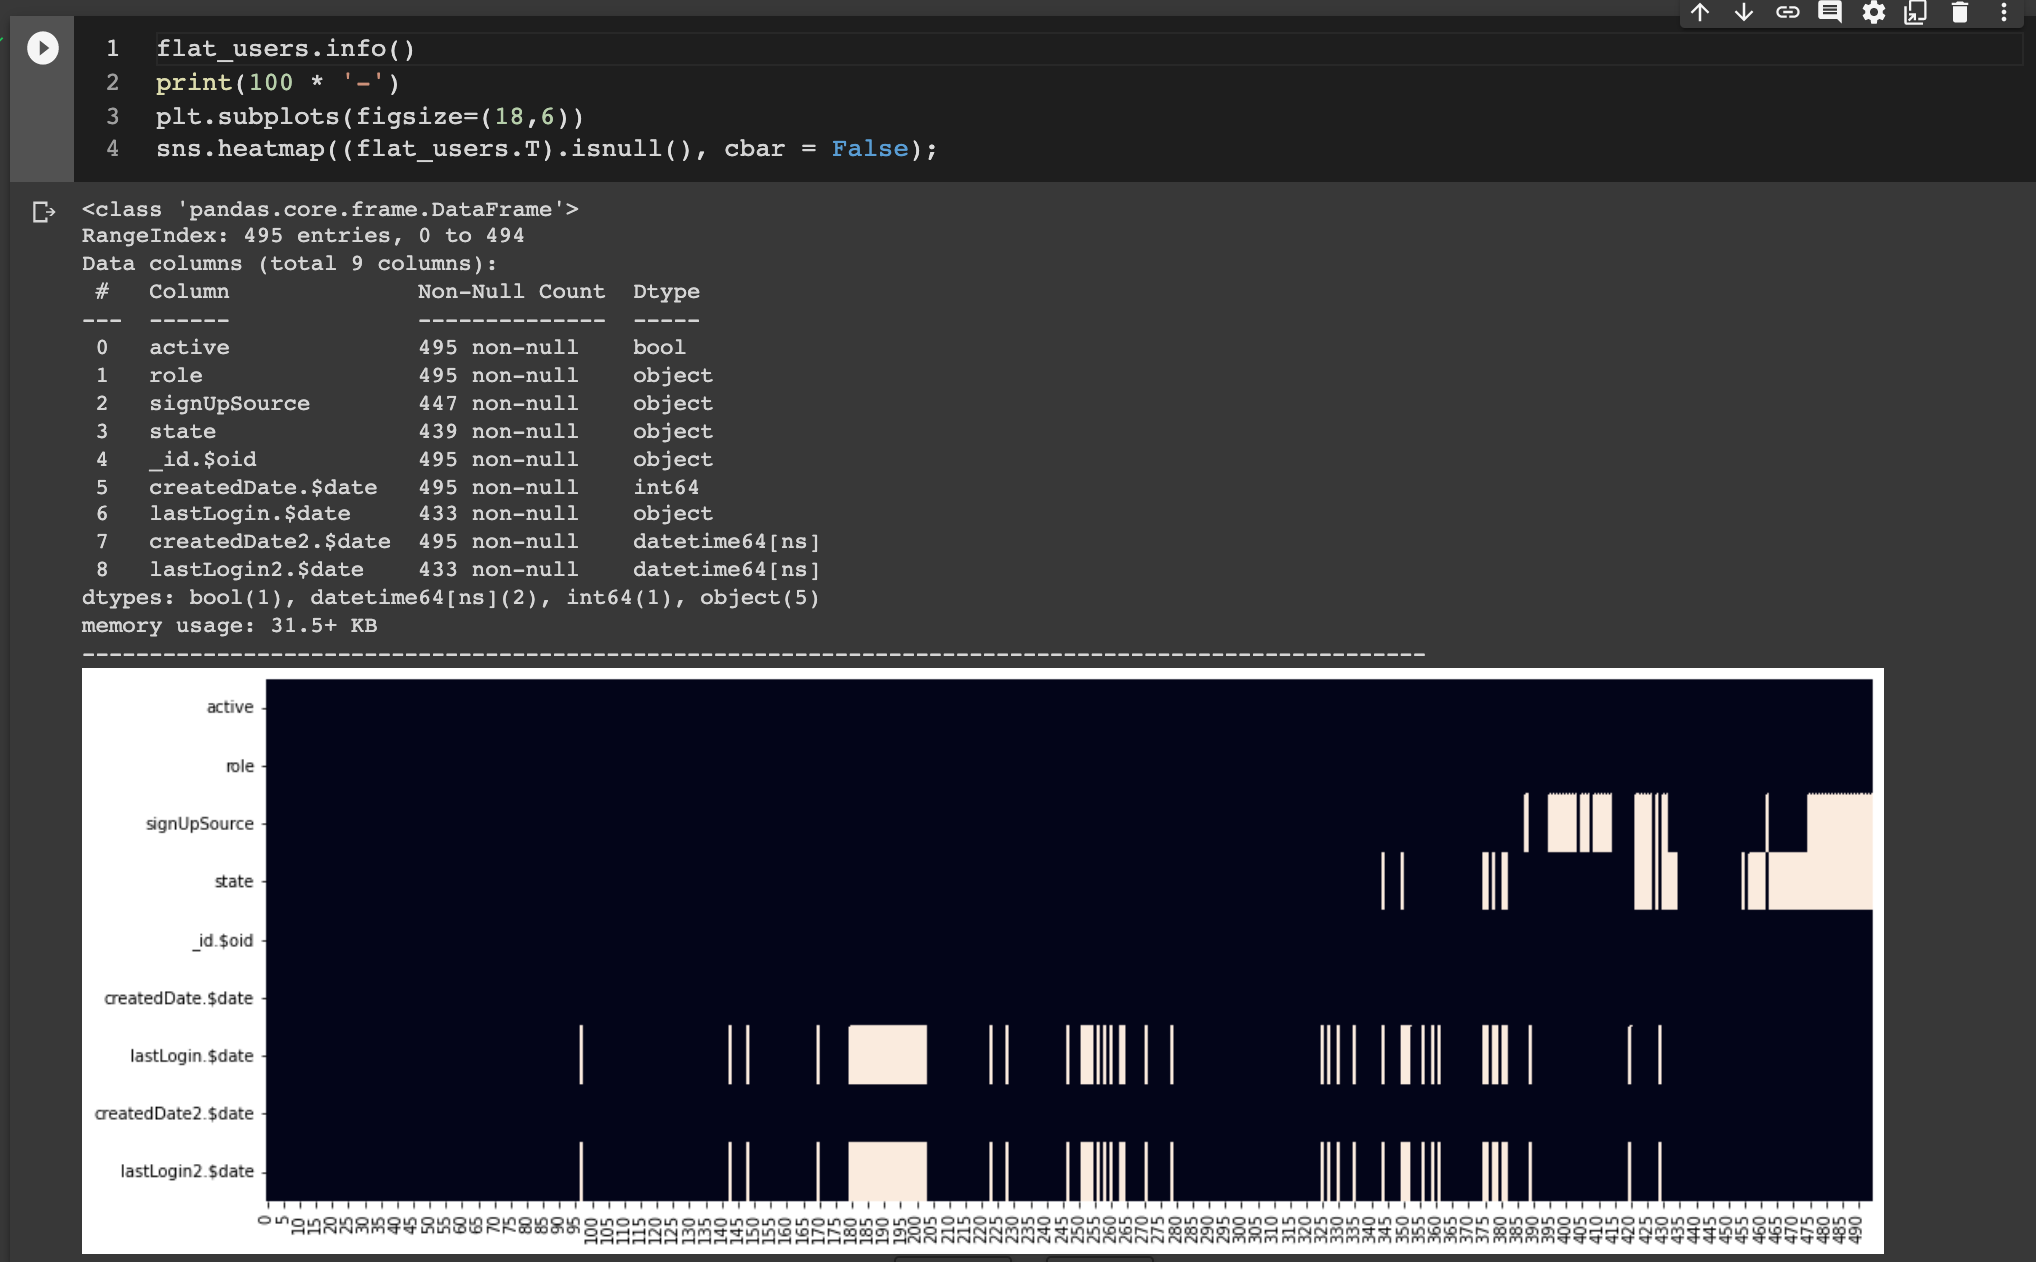 1 flat_users.info()
2 print(100 * '-')
3 plt.subplots(figsize=(18,6))
4 sns.heatmap((flat_users.T).isnull(), cbar = False);
<class 'pandas.core.frame.DataFrame'>
RangeIndex: 495 entries, 0 to 494
Data columns (total 9 columns):
# Column Non-Null Count Dtype
--- ------ -------------- -----
0 active 495 non-null bool
1 role 495 non-null object
2 signUpSource 447 non-null object
3 state 439 non-null object
4 _id.$oid 495 non-null object
5 createdDate.$date 495 non-null int64
6 lastLogin.$date 433 non-null object
7 createdDate2.$date 495 non-null datetime64[ns]
8 lastLogin2.$date 433 non-null datetime64[ns]
dtypes: bool(1), datetime64[ns](2), int64(1), object(5)
memory usage: 31.5+ KB
----------------------------------------------------------------------------------------------------
active
role
signUpSource
state
_id.$oid
createdDate.$date
lastLogin.$date
createdDate2.$date
lastLogin2.$date
0 5 10 15 20 25 30 35 40 45 50 55 60 65 70 75 80 85 90 95 100 105 110 115 120 125 130 135 140 145 150 155 160 165 170 175 180 185 190 195 200 205 210 215 220 225 230 235 240 245 250 255 260 265 270 275 280 285 290 295 300 305 310 315 320 325 330 335 340 345 350 355 360 365 370 375 380 385 390 395 400 405 410 415 420 425 430 435 440 445 450 455 460 465 470 475 480 485 490